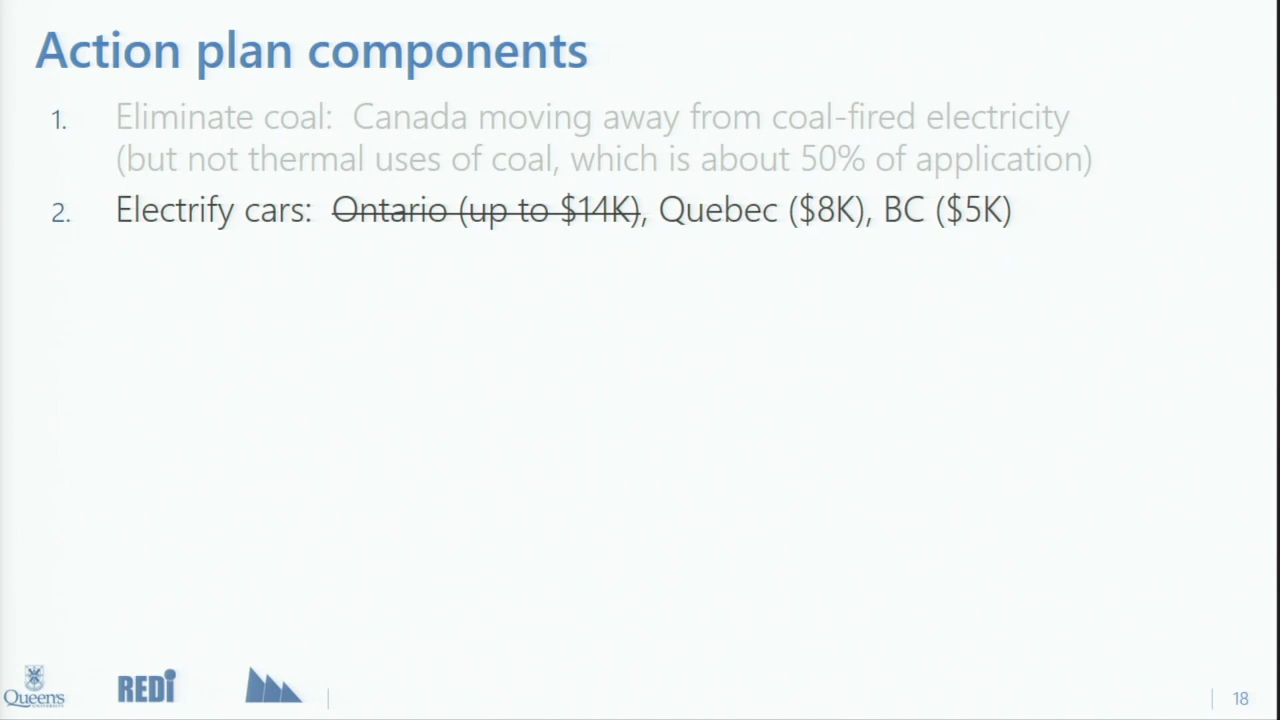 Action plan components
1. Eliminate coal: Canada moving away from coal-fired electricity
(but not thermal uses of coal, which is about 50% of application)
2. Electrify cars: Ontario (up to $14K), Quebec ($8K), BC ($5K)
Queen's
UNIVERSITY
REDi
18